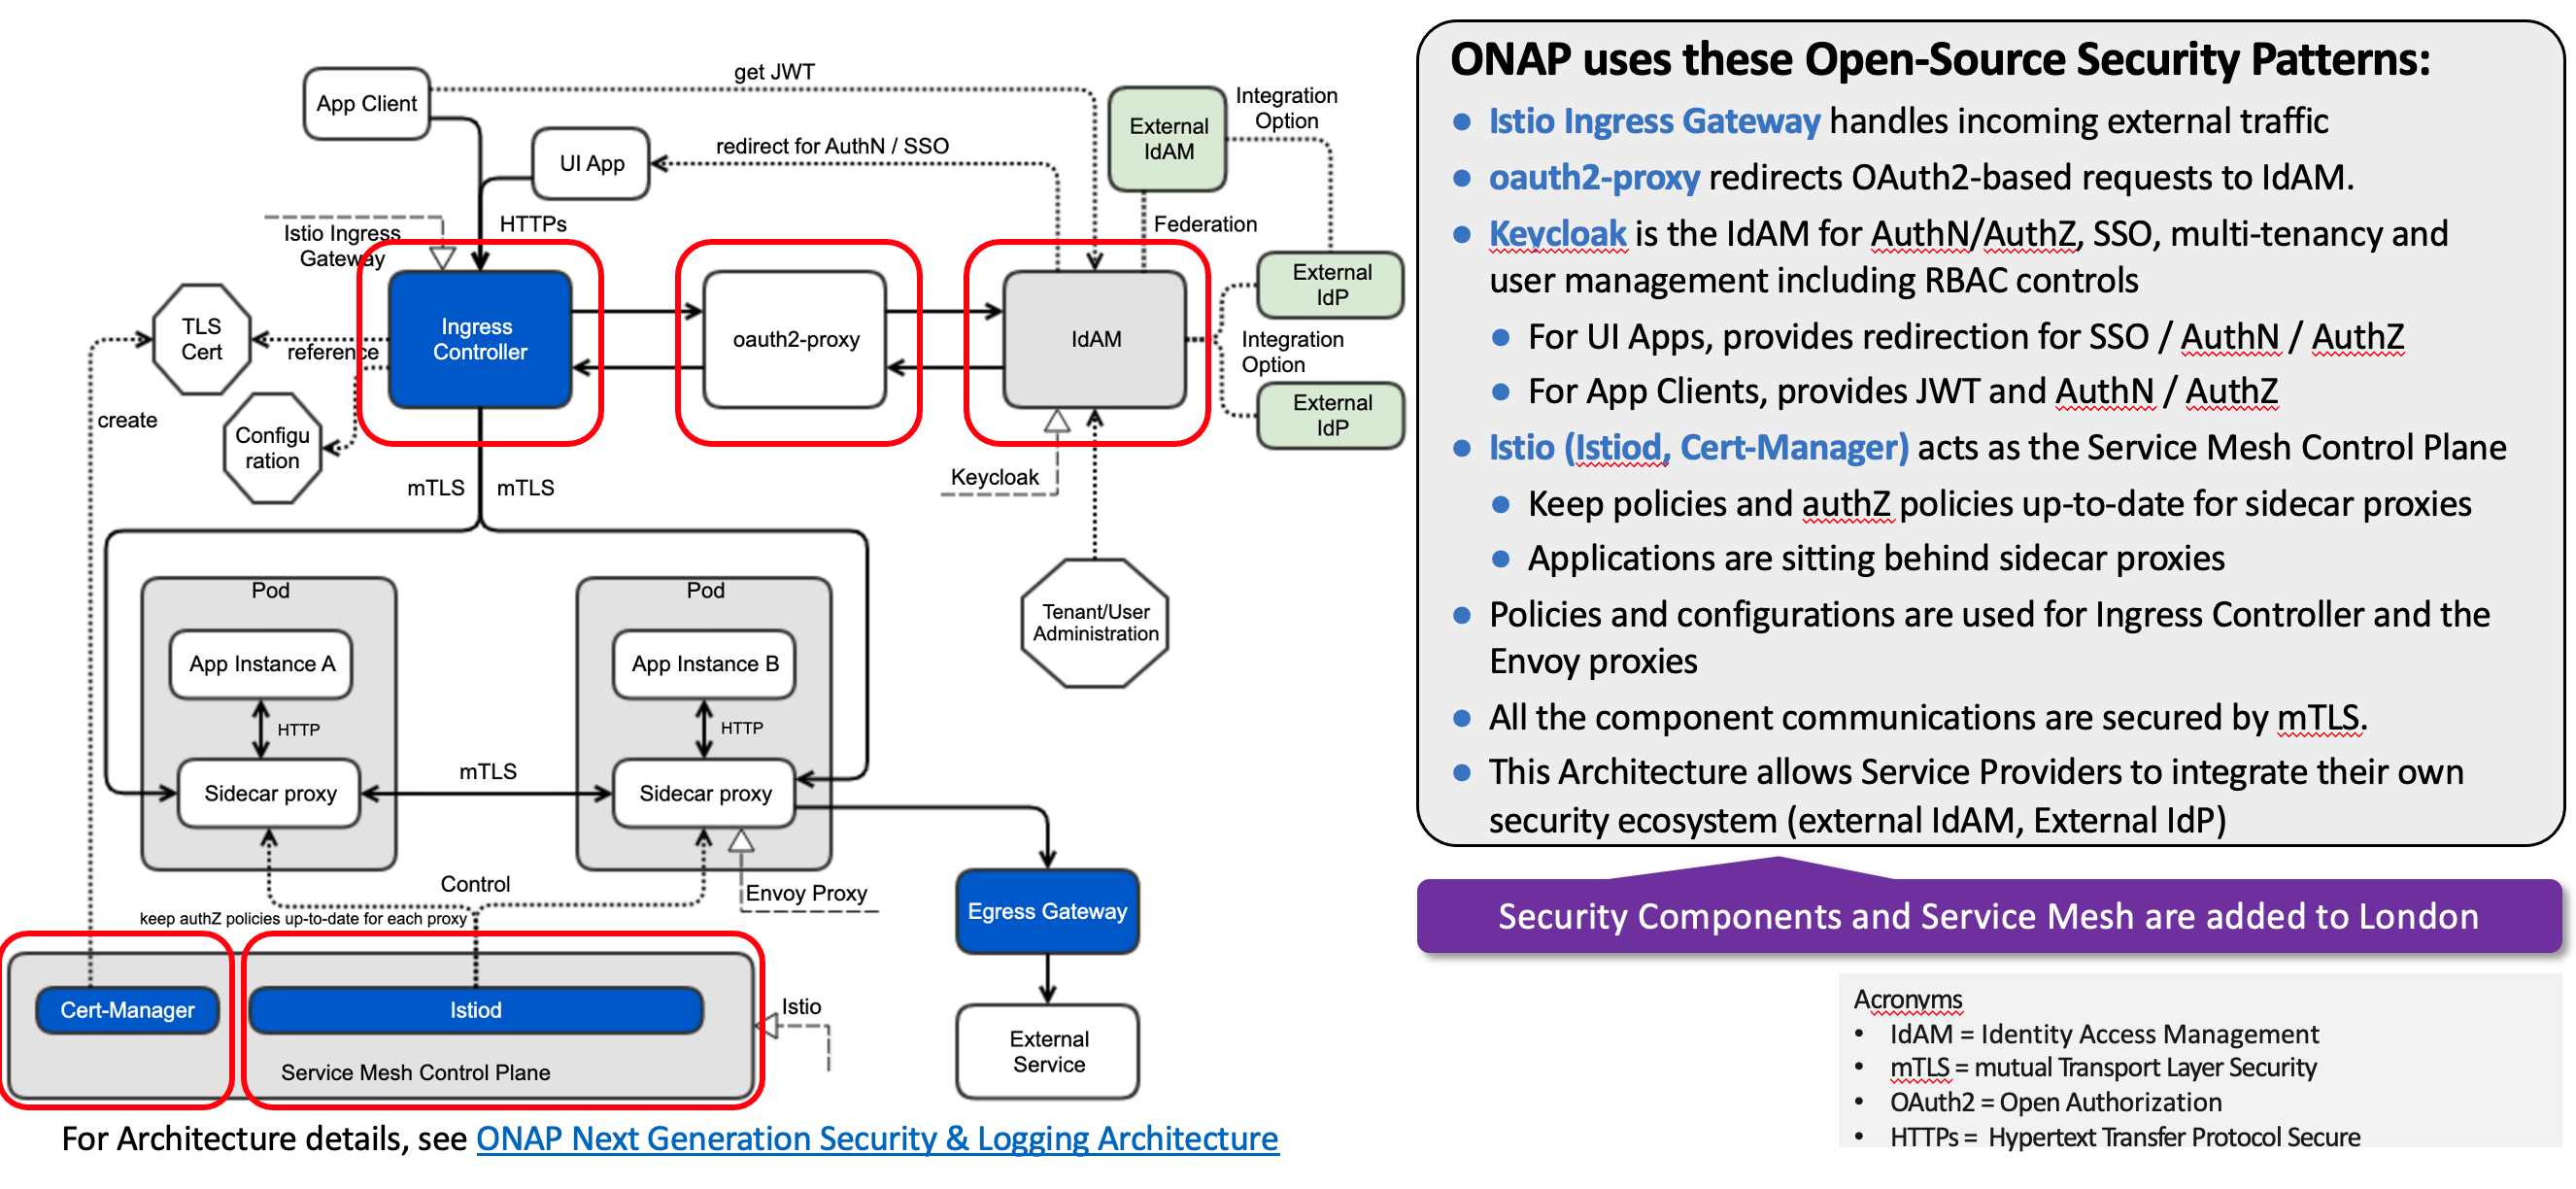 get JWT
App Client
External
IdAM
Integration
Option
UI App
redirect for AuthN / SSO
HTTPs
Federation
Istio Ingress
Gateway
TLS
Cert
reference
Ingress
Controller
oauth2-proxy
IdAM
External
IdP
Integration
Option
External
IdP
create
Configu
ration
mTLS
mTLS
Keycloak
Tenant/User
Administration
Pod
Pod
App Instance A
App Instance B
HTTP
HTTP
Sidecar proxy
mTLS
Sidecar proxy
Control
keep authZ policies up-to-date for each proxy
Envoy Proxy
Egress Gateway
Cert-Manager
Istiod
Istio
Service Mesh Control Plane
External
Service
For Architecture details, see ONAP Next Generation Security & Logging Architecture
ONAP uses these Open-Source Security Patterns:
● Istio Ingress Gateway handles incoming external traffic
● oauth2-proxy redirects OAuth2-based requests to IdAM.
● Keycloak is the IdAM for AuthN/AuthZ, SSO, multi-tenancy and
user management including RBAC controls
● For UI Apps, provides redirection for SSO / AuthN / AuthZ
● For App Clients, provides JWT and AuthN / AuthZ
● Istio (Istiod, Cert-Manager) acts as the Service Mesh Control Plane
● Keep policies and authZ policies up-to-date for sidecar proxies
● Applications are sitting behind sidecar proxies
● Policies and configurations are used for Ingress Controller and the
Envoy proxies
● All the component communications are secured by mTLS.
● This Architecture allows Service Providers to integrate their own
security ecosystem (external IdAM, External IdP)
Security Components and Service Mesh are added to London
Acronyms
• IdAM = Identity Access Management
• mTLS = mutual Transport Layer Security
• OAuth2 = Open Authorization
• HTTPs = Hypertext Transfer Protocol Secure